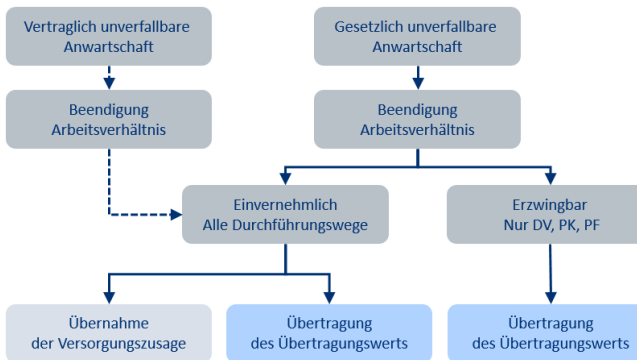 Vertraglich unverfallbare
Anwartschaft
Gesetzlich unverfallbare
Anwartschaft
Beendigung
Arbeitsverhältnis
Beendigung
Arbeitsverhältnis
Einvernehmlich
Alle Durchführungswege
Erzwingbar
Nur DV, PK, PF
Übernahme
der Versorgungszusage
Übertragung
des Übertragungswerts
Übertragung
des Übertragungswerts